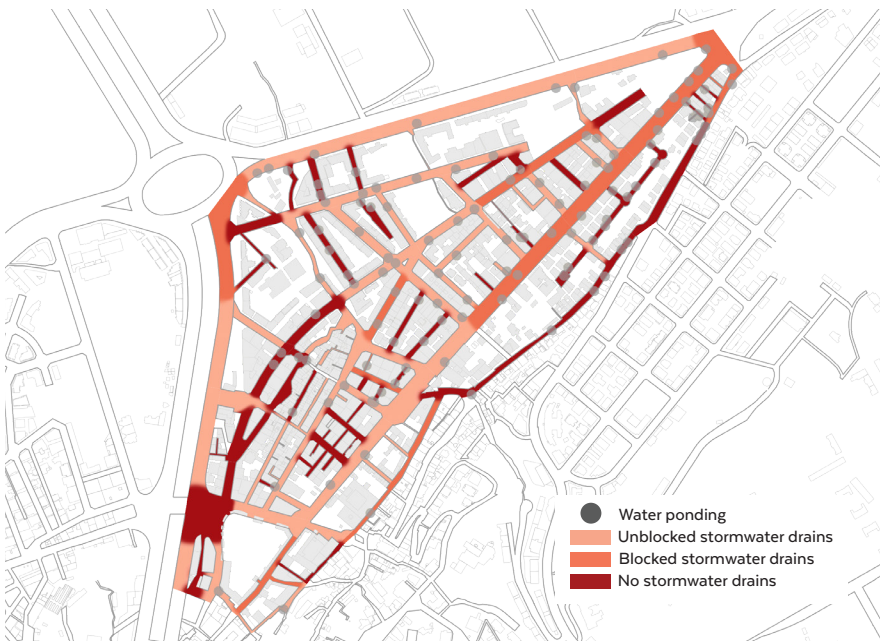 Water ponding
Unblocked stormwater drains
Blocked stormwater drains
No stormwater drains